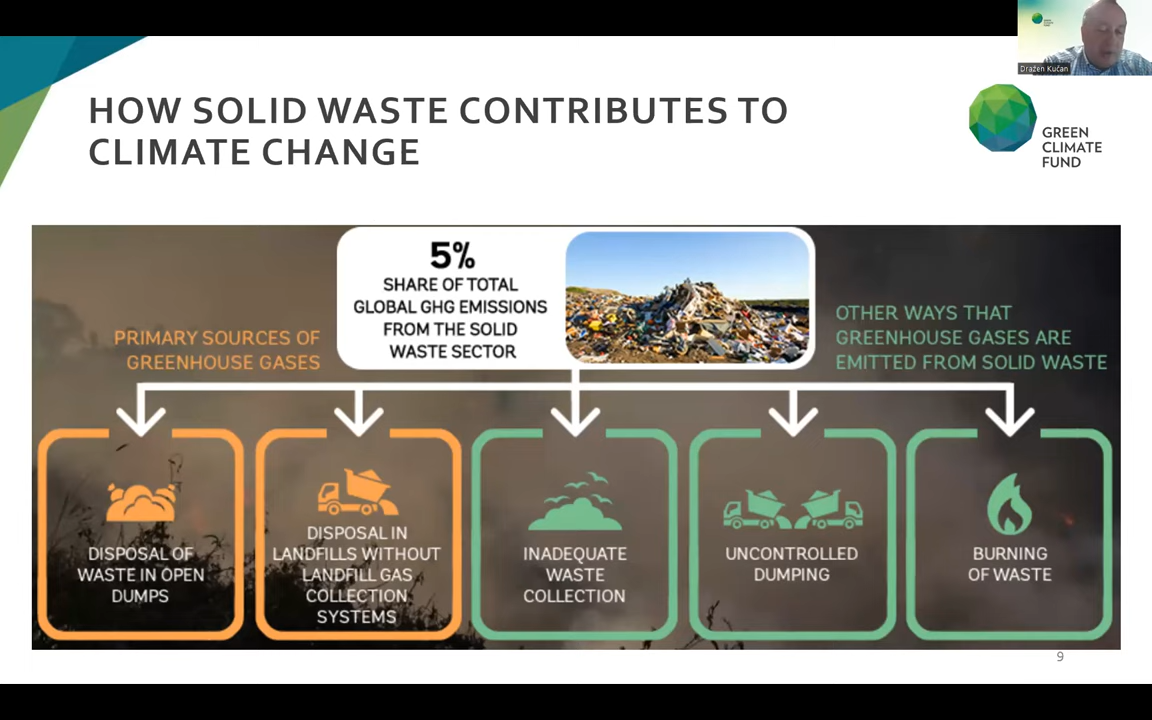 Dražen Kučan
HOW SOLID WASTE CONTRIBUTES TO
CLIMATE CHANGE
GREEN
CLIMATE
FUND
5%
SHARE OF TOTAL
GLOBAL GHG EMISSIONS
FROM THE SOLID
WASTE SECTOR
PRIMARY SOURCES OF
GREENHOUSE GASES
OTHER WAYS THAT
GREENHOUSE GASES ARE
EMITTED FROM SOLID WASTE
DISPOSAL OF
WASTE IN OPEN
DUMPS
DISPOSAL IN
LANDFILLS WITHOUT
LANDFILL GAS
COLLECTION
SYSTEMS
INADEQUATE
WASTE
COLLECTION
UNCONTROLLED
DUMPING
BURNING
OF WASTE
9